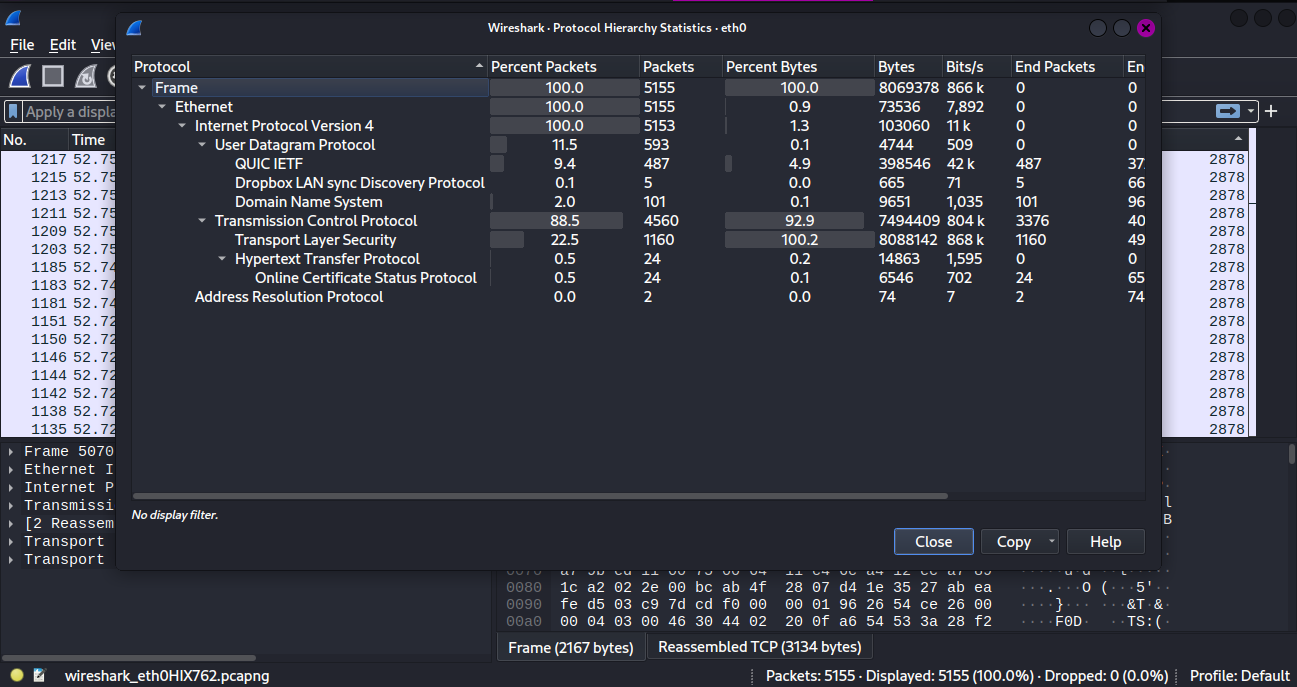 Wireshark · Protocol Hierarchy Statistics · eth0
File Edit View
Apply a displa
No. Time
Protocol Percent Packets Packets Percent Bytes Bytes Bits/s End Packets En
Frame 100.0 5155 100.0 8069378 866 k 0 0
Ethernet 100.0 5155 0.9 73536 7,892 0 0
Internet Protocol Version 4 100.0 5153 1.3 103060 11 k 0 0
User Datagram Protocol 11.5 593 0.1 4744 509 0 0
QUIC IETF 9.4 487 4.9 398546 42 k 487 37
Dropbox LAN sync Discovery Protocol 0.1 5 0.0 665 71 5 66
Domain Name System 2.0 101 0.1 9651 1,035 101 96
Transmission Control Protocol 88.5 4560 92.9 7494409 804 k 3376 40
Transport Layer Security 22.5 1160 100.2 8088142 868 k 1160 49
Hypertext Transfer Protocol 0.5 24 0.2 14863 1,595 0 0
Online Certificate Status Protocol 0.5 24 0.1 6546 702 24 65
Address Resolution Protocol 0.0 2 0.0 74 7 2 74
No display filter.
Close Copy Help
1217 52.75 2878
1215 52.75 2878
1213 52.75 2878
1211 52.75 2878
1209 52.75 2878
1203 52.75 2878
1185 52.74 2878
1183 52.74 2878
1181 52.74 2878
1151 52.72 2878
1150 52.72 2878
1146 52.72 2878
1144 52.72 2878
1142 52.72 2878
1138 52.72 2878
1135 52.72 2878
Frame 5070
Ethernet I
Internet P
Transmissi
[2 Reassem
Transport
Transport
l
B
0080 1c a2 02 2e 00 bc ab 4f 28 07 d4 1e 35 27 ab ea ····.··O (···5'··
0090 fe d5 03 c9 7d cd f0 00 00 01 96 26 54 ce 26 00 ····}··· ···&T·&·
00a0 00 04 03 00 46 30 44 02 20 0f a6 54 53 3a 28 f2 ····F0D· ··TS:(·
Frame (2167 bytes) Reassembled TCP (3134 bytes)
wireshark_eth0HIX762.pcapng Packets: 5155 · Displayed: 5155 (100.0%) · Dropped: 0 (0.0%) Profile: Default